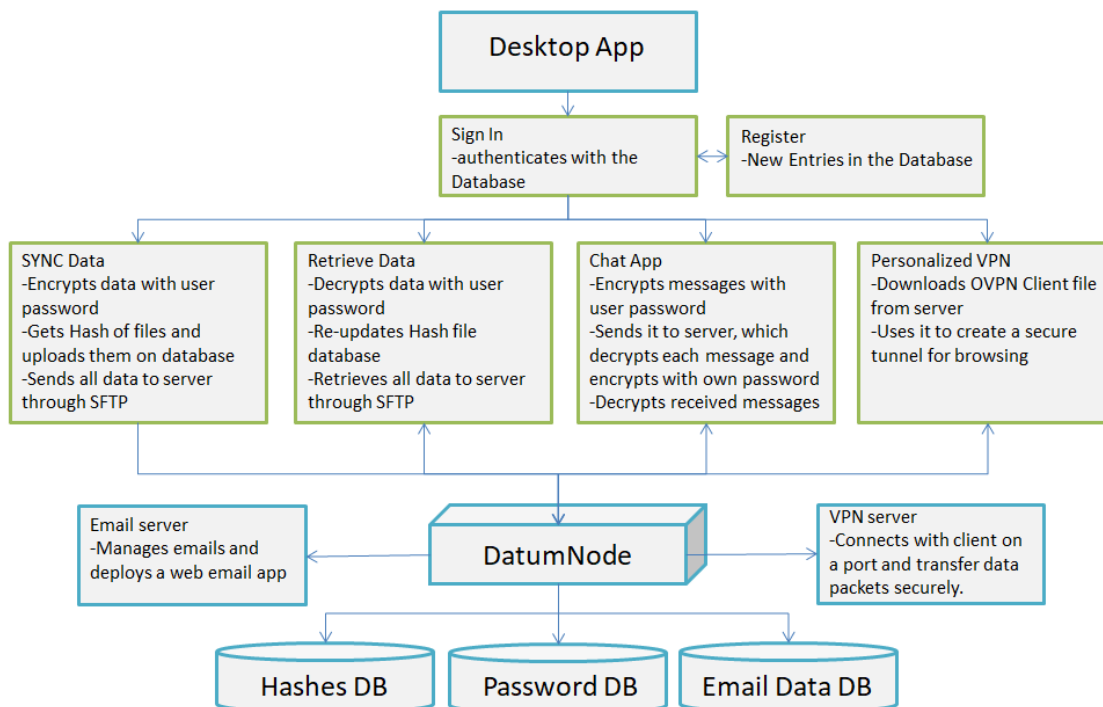 Desktop App
Sign In
-authenticates with the
Database
Register
-New Entries in the Database
SYNC Data
-Encrypts data with user
password
-Gets Hash of files and
uploads them on database
-Sends all data to server
through SFTP
Retrieve Data
-Decrypts data with user
password
-Re-updates Hash file
database
-Retrieves all data to server
through SFTP
Chat App
-Encrypts messages with
user password
-Sends it to server, which
decrypts each message and
encrypts with own password
-Decrypts received messages
Personalized VPN
-Downloads OVPN Client file
from server
-Uses it to create a secure
tunnel for browsing
Email server
-Manages emails and
deploys a web email app
DatumNode
VPN server
-Connects with client on
a port and transfer data
packets securely.
Hashes DB
Password DB
Email Data DB